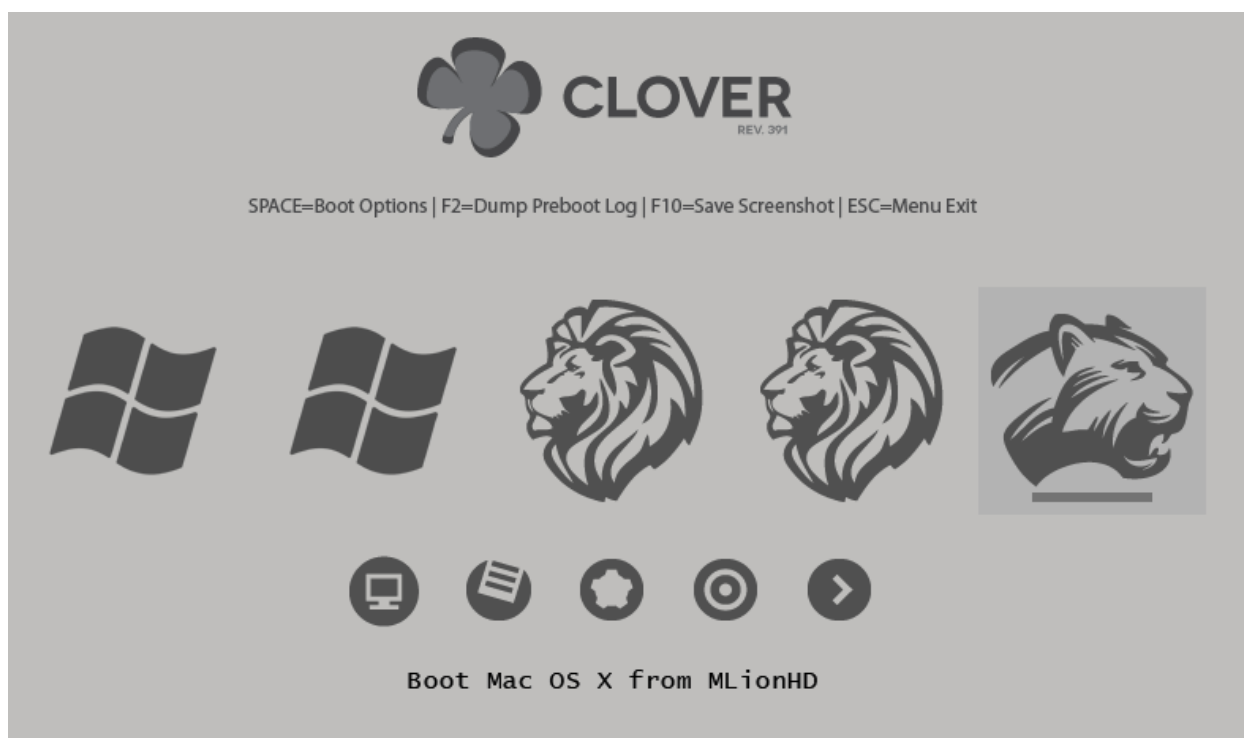 CLOVER
REV. 391
SPACE=Boot Options | F2=Dump Preboot Log | F10=Save Screenshot | ESC=Menu Exit
Boot Mac OS X from MLionHD